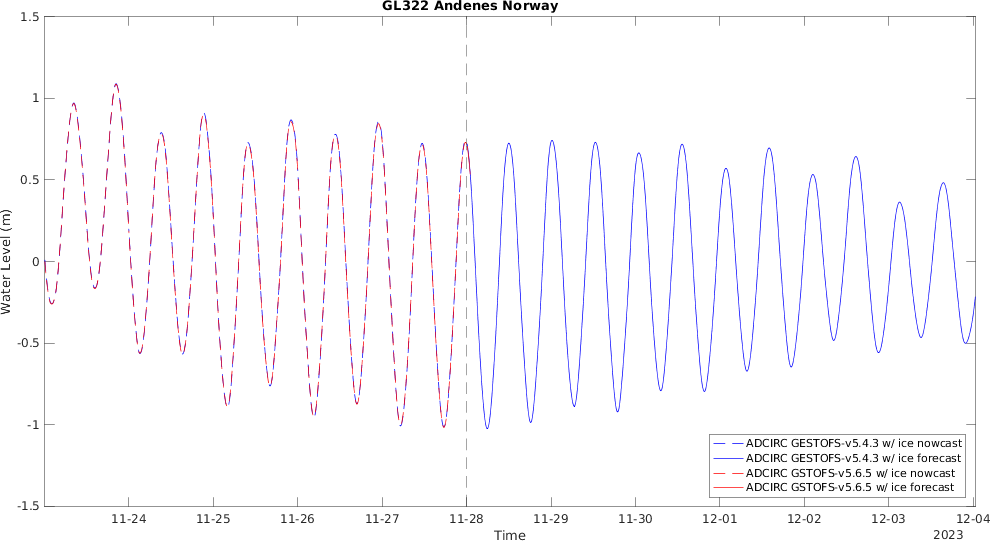 GL322 Andenes Norway
1.5
1
0.5
0
-0.5
-1
-1.5
Water Level (m)
11-24 11-25 11-26 11-27 11-28 11-29 11-30 12-01 12-02 12-03 12-04
Time
2023
ADCIRC GESTOFS-v5.4.3 w/ ice nowcast
ADCIRC GESTOFS-v5.4.3 w/ ice forecast
ADCIRC GSTOFS-v5.6.5 w/ ice nowcast
ADCIRC GSTOFS-v5.6.5 w/ ice forecast